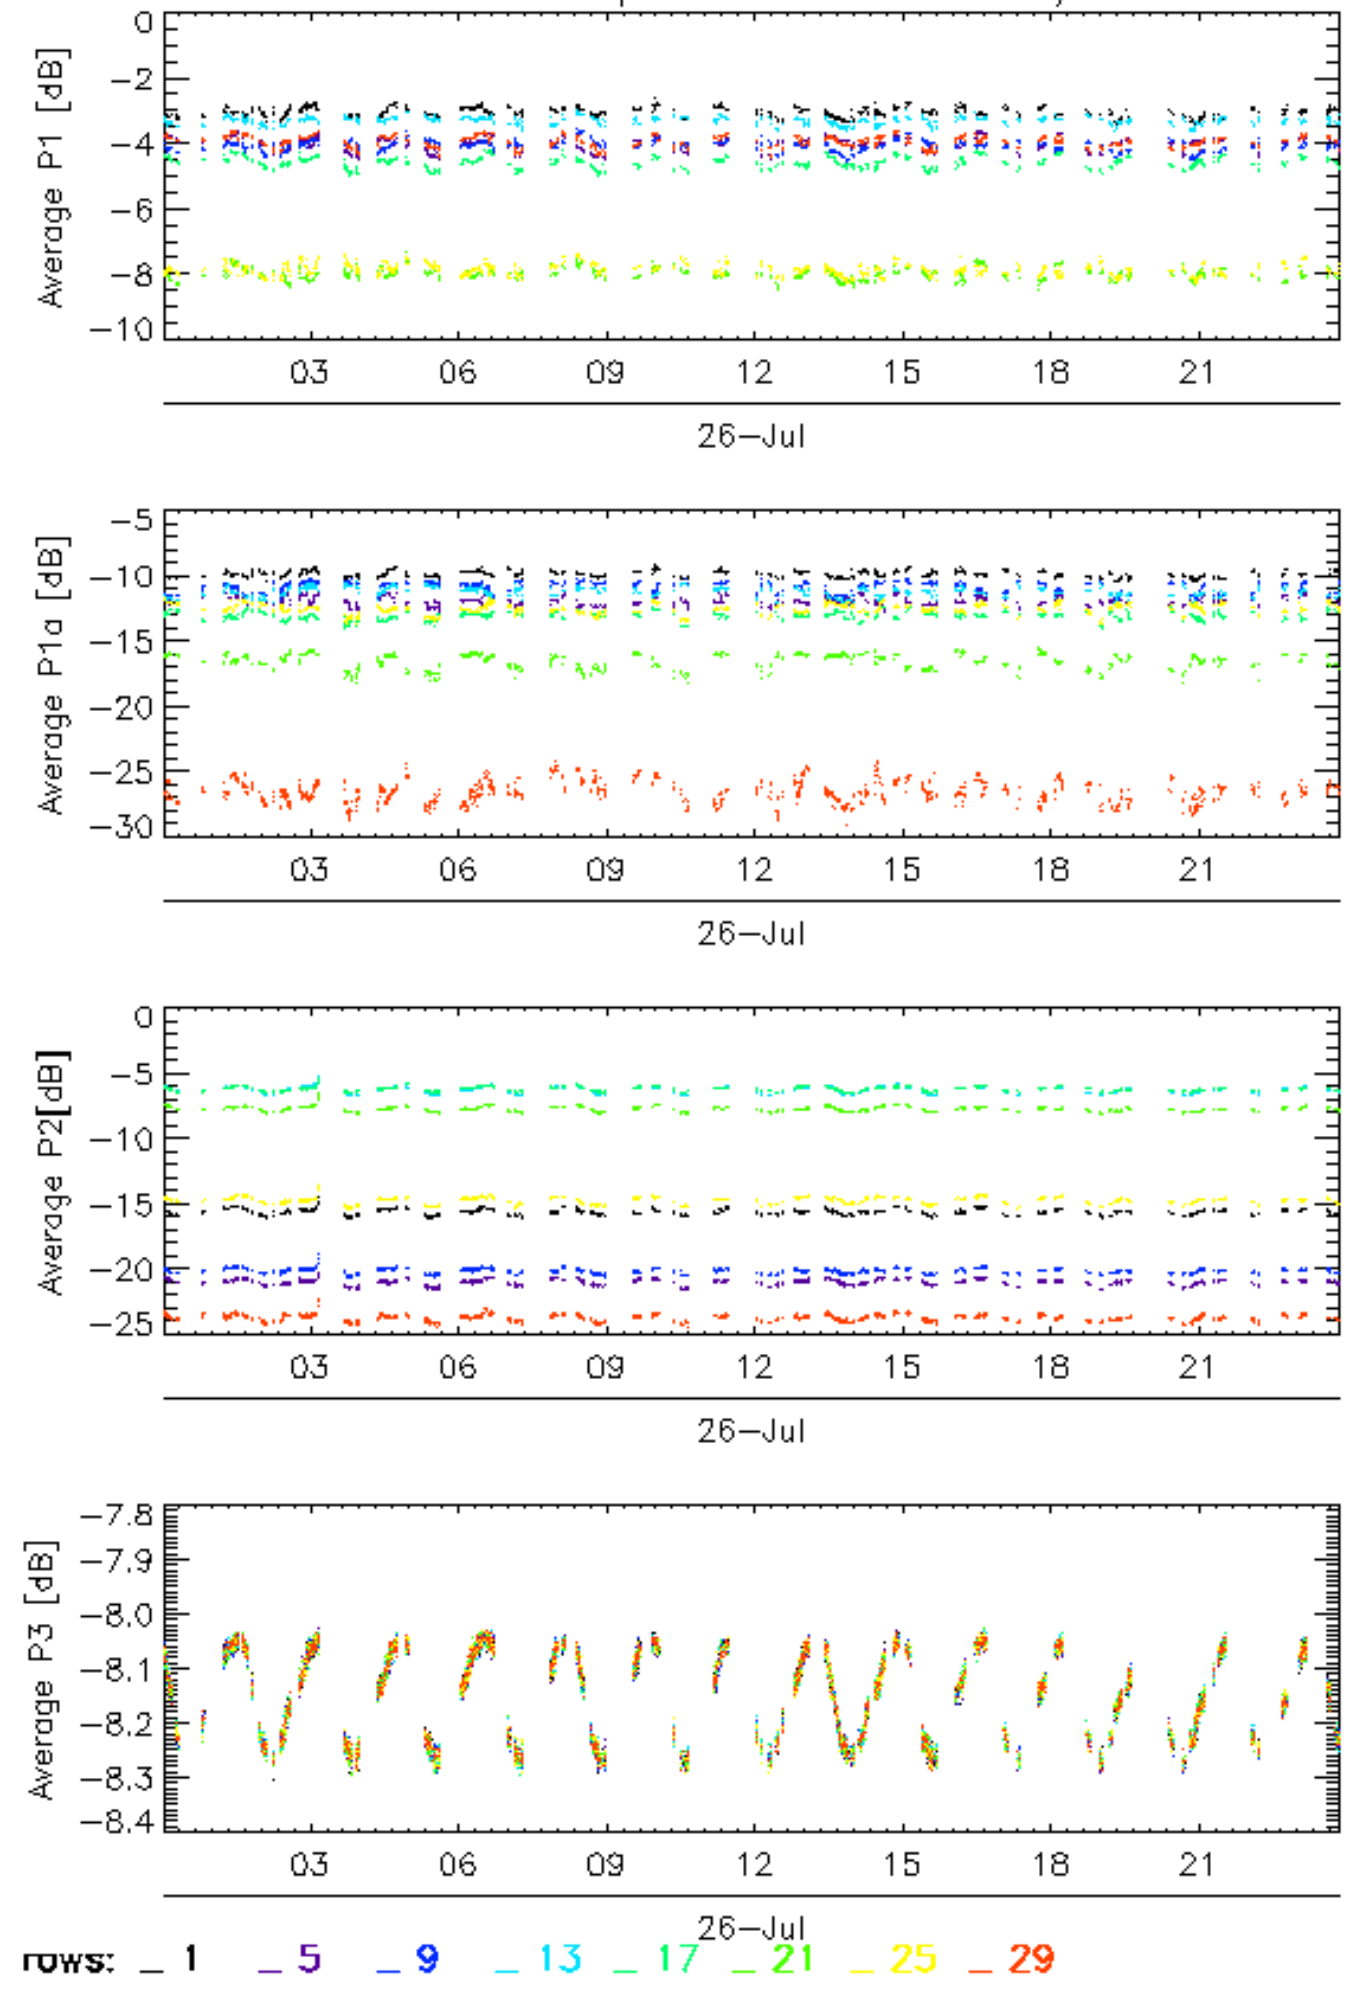 0
−2
−4
−6
−8
−10
Average P1 [dB]
03 06 09 12 15 18 21
26−Jul
−5
−10
−15
−20
−25
−30
Average P1a [dB]
03 06 09 12 15 18 21
26−Jul
0
−5
−10
−15
−20
−25
Average P2[dB]
03 06 09 12 15 18 21
26−Jul
−7.8
−7.9
−8.0
−8.1
−8.2
−8.3
−8.4
Average P3 [dB]
03 06 09 12 15 18 21
26−Jul
rows: _ 1 _ 5 _ 9 _ 13 _ 17 _ 21 _ 25 _ 29